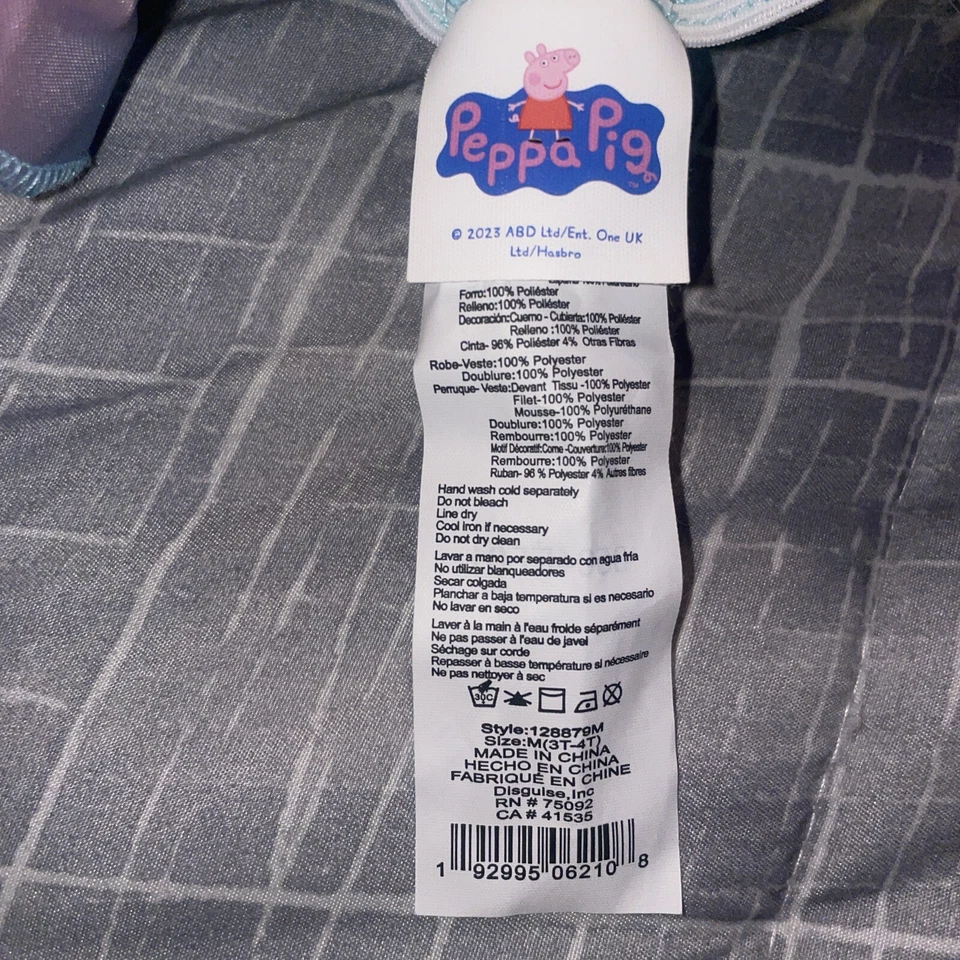 Peppa Pig
TM
© 2023 ABD Ltd/Ent. One UK
Ltd/Hasbro
Forro:100% Poliéster
Relleno:100% Poliéster
Decoración:Cuerno - Cubierta:100% Poliéster
Relleno :100% Poliéster
Cinta- 96% Poliéster 4% Otras Fibras
Robe-Veste:100% Polyester
Doublure:100% Polyester
Perruque- Veste:Devant Tissu -100% Polyester
Filet-100% Polyester
Mousse-100% Polyuréthane
Doublure:100% Polyester
Rembourre:100% Polyester
Motif Décoratif:Corne -Couverture:100% Polyester
Rembourre:100% Polyester
Ruban- 96 % Polyester 4% Autres fibres
Hand wash cold separately
Do not bleach
Line dry
Cool iron if necessary
Do not dry clean
Lavar a mano por separado con agua fría
No utilizar blanqueadores
Secar colgada
Planchar a baja temperatura si es necesario
No lavar en seco
Laver à la main à l'eau froide séparément
Ne pas passer à l'eau de javel
Séchage sur corde
Repasser à basse température si nécessaire
Ne pas nettoyer à sec
30C
Style:128879M
Size:M(3T-4T)
MADE IN CHINA
HECHO EN CHINA
FABRIQUÉ EN CHINE
Disguise,Inc
RN # 75092
CA # 41535
1 92995 06210 8